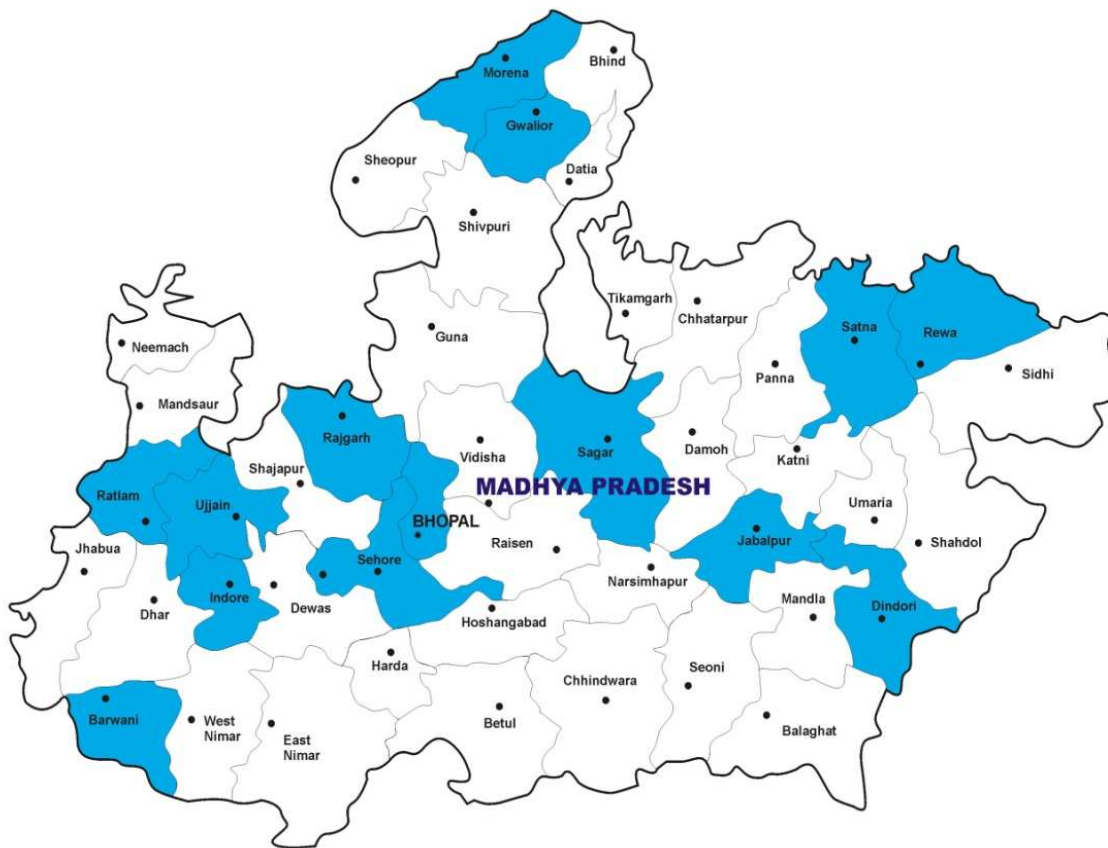 Morena
Bhind
Gwalior
Sheopur
Datia
Shivpuri
Tikamgarh
Chhatarpur
Satna
Rewa
Guna
Neemach
Panna
Sidhi
Mandsaur
Rajgarh
Vidisha
Sagar
Damoh
Katni
Shajapur
MADHYA PRADESH
Ratlam
Ujjain
BHOPAL
Umaria
Jabalpur
Shahdol
Jhabua
Sehore
Raisen
Narsimhapur
Indore
Dewas
Dhar
Hoshangabad
Mandla
Dindori
Harda
Seoni
Chhindwara
Barwani
West
Nimar
East
Nimar
Betul
Balaghat